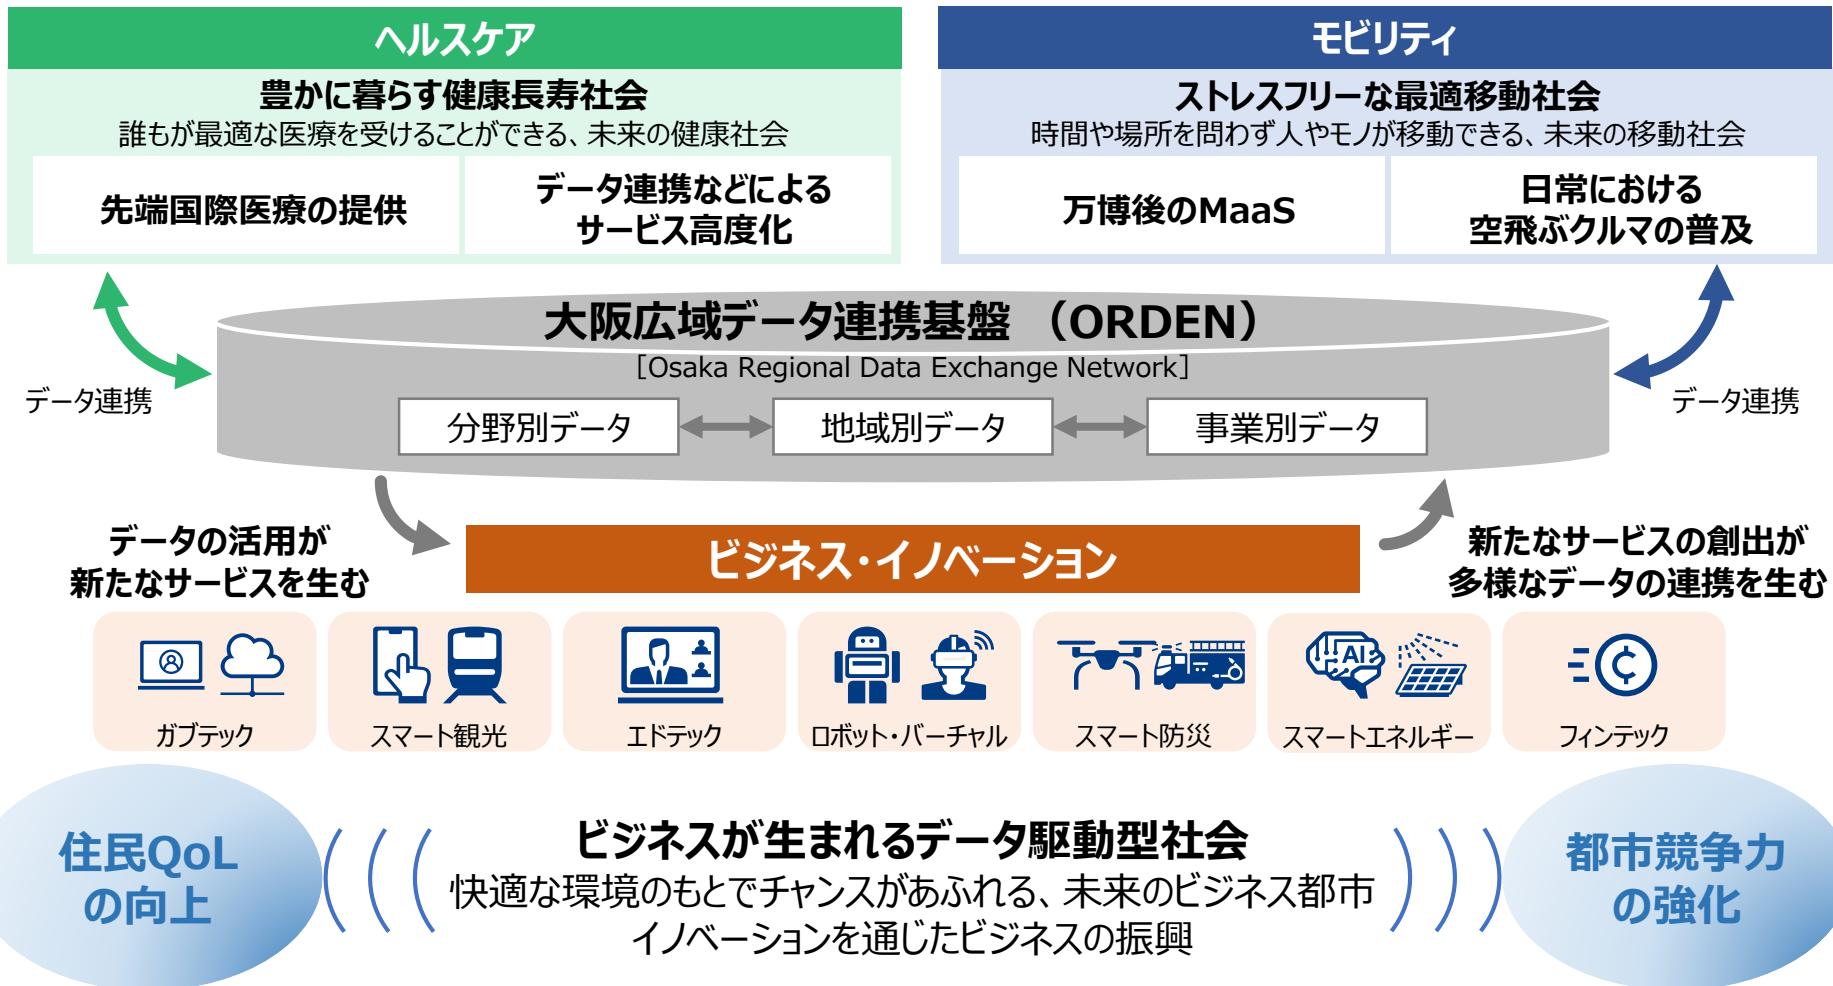 ヘルスケア
豊かに暮らす健康長寿社会
誰もが最適な医療を受けることができる、未来の健康社会
先端国際医療の提供
データ連携などによる
サービス高度化
モビリティ
ストレスフリーな最適移動社会
時間や場所を問わず人やモノが移動できる、未来の移動社会
万博後のMaaS
日常における
空飛ぶクルマの普及
大阪広域データ連携基盤 （ORDEN）
［Osaka Regional Data Exchange Network］
データ連携
データ連携
分野別データ
地域別データ
事業別データ
データの活用が
新たなサービスを生む
ビジネス・イノベーション
新たなサービスの創出が
多様なデータの連携を生む
AI
ガブテック
スマート観光
エドテック
ロボット・バーチャル
スマート防災
スマートエネルギー
フィンテック
住民QoL
の向上
ビジネスが生まれるデータ駆動型社会
快適な環境のもとでチャンスがあふれる、未来のビジネス都市
イノベーションを通じたビジネスの振興
都市競争力
の強化